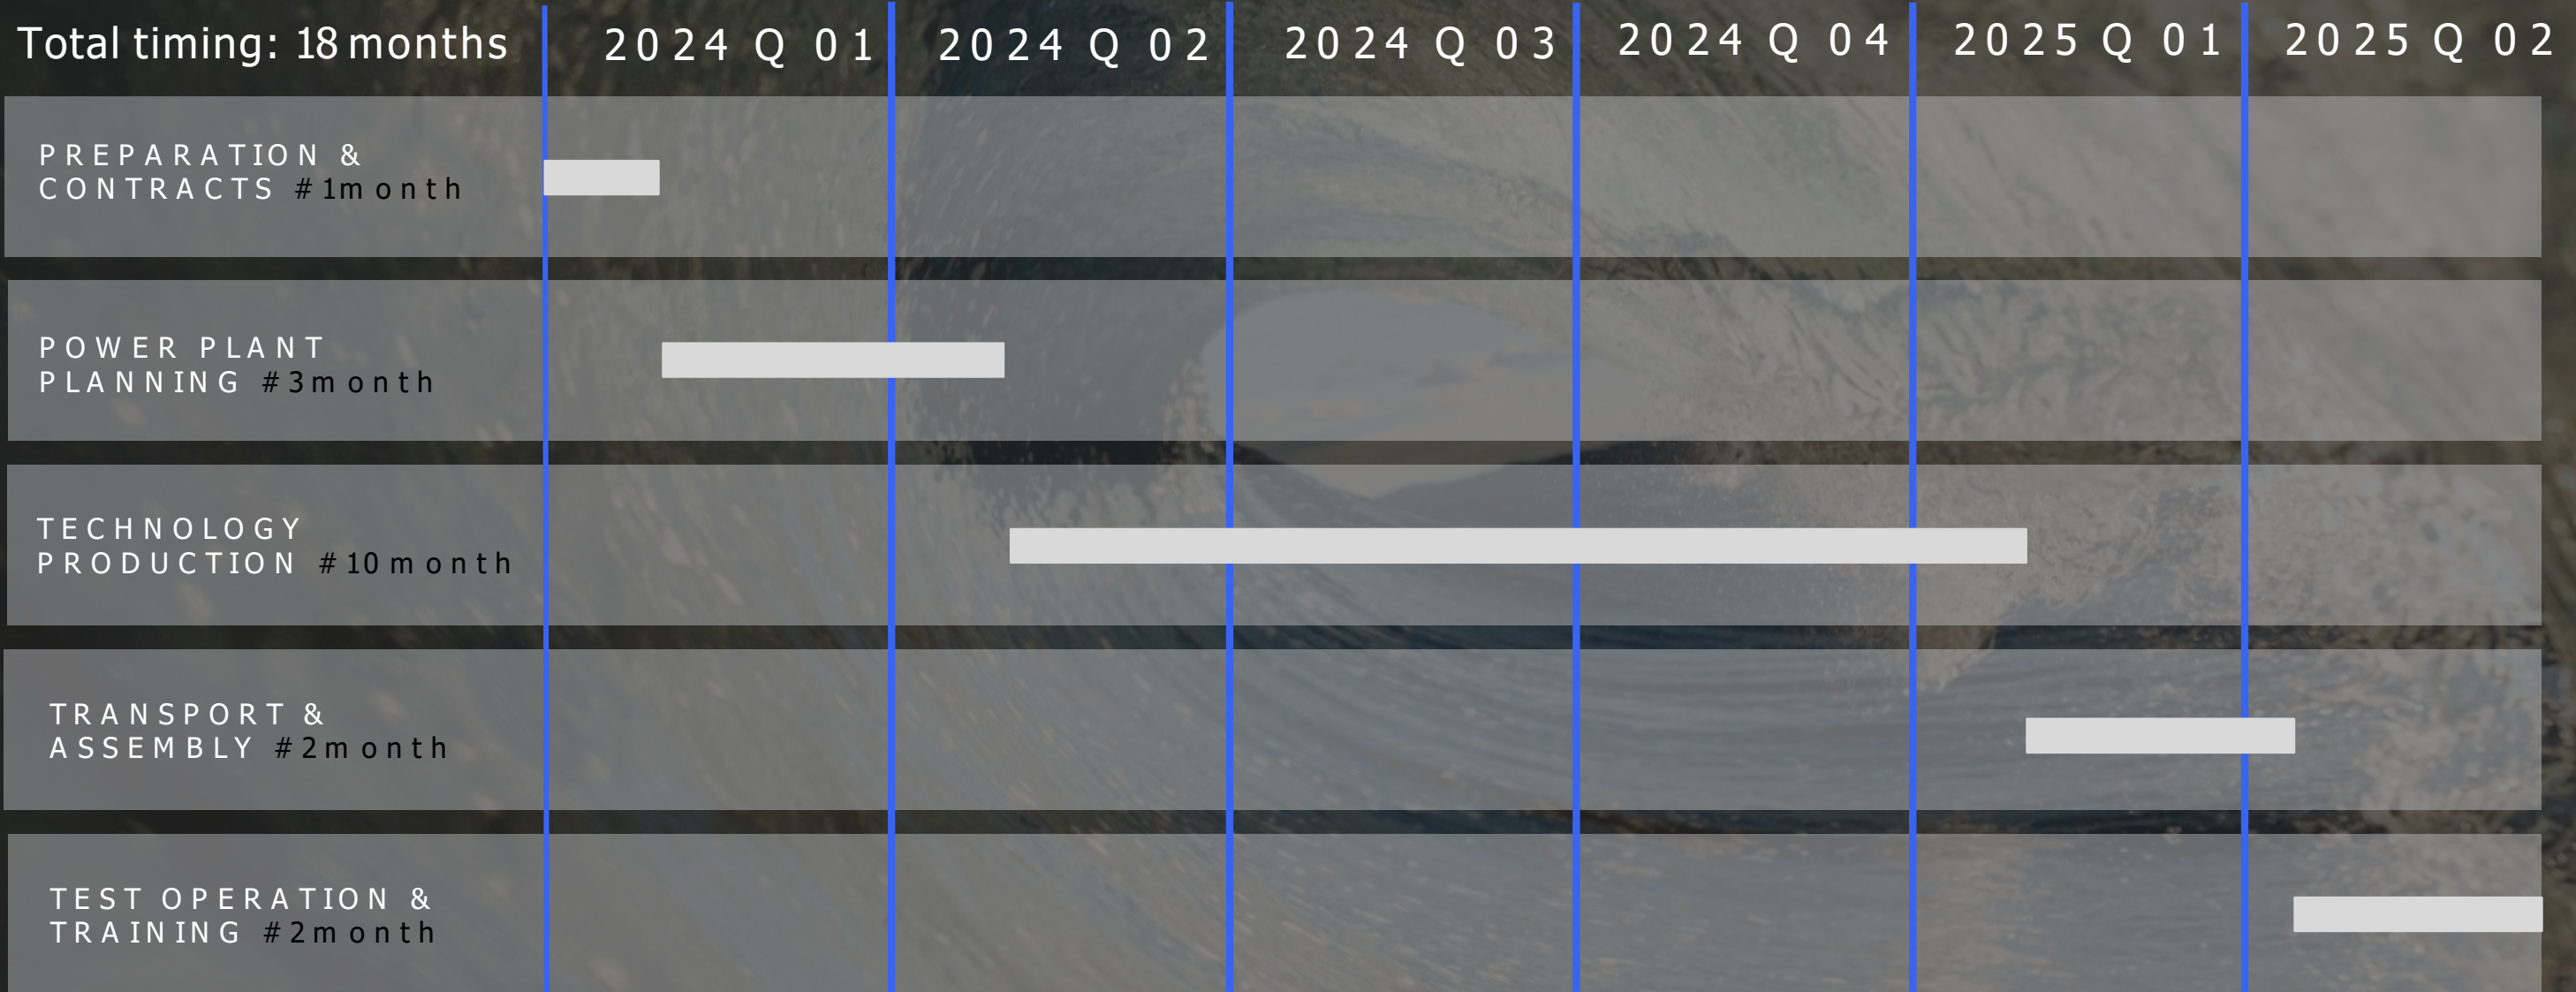 Total timing: 18 months
2024 Q 01
2024 Q 02
2024 Q 03
2024 Q 04
2025 Q 01
2025 Q 02
PREPARATION &
CONTRACTS #1month
POWER PLANT
PLANNING #3month
TECHNOLOGY
PRODUCTION #10month
TRANSPORT &
ASSEMBLY #2month
TEST OPERATION &
TRAINING #2month